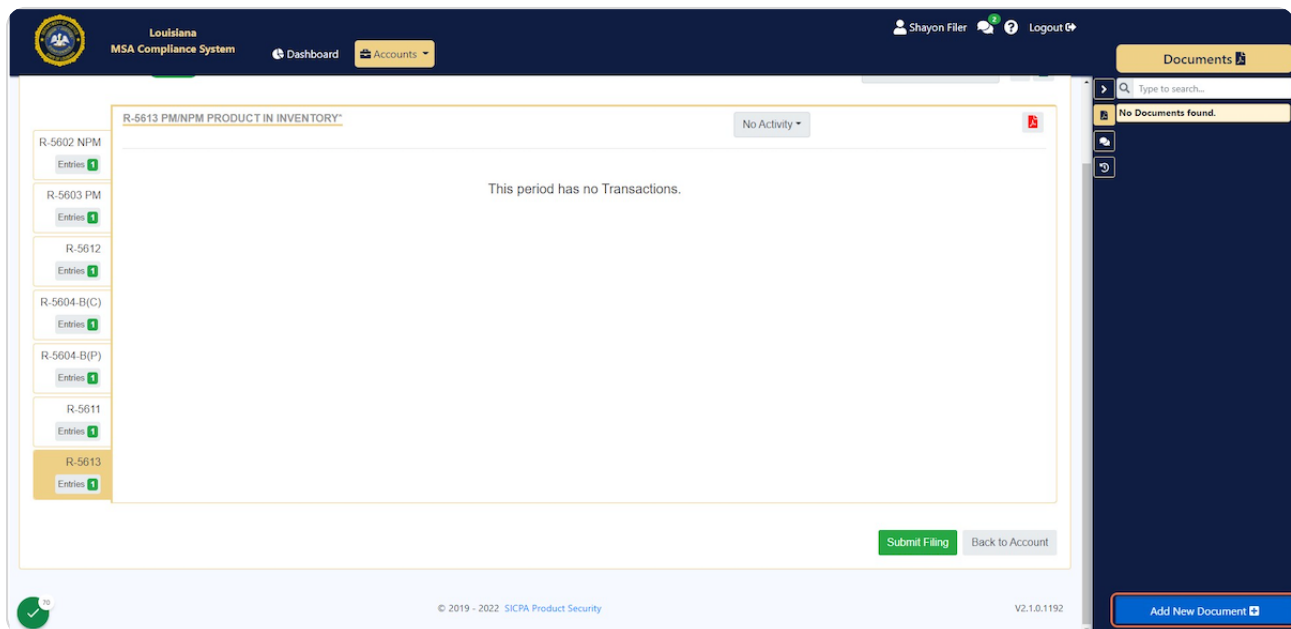 Louisiana
MSA Compliance System
Dashboard
Accounts
Shayon Filer
2
Logout
Documents
Type to search...
No Documents found.
R-5613 PM/NPM PRODUCT IN INVENTORY*
No Activity
This period has no Transactions.
R-5602 NPM
Entries 1
R-5603 PM
Entries 1
R-5612
Entries 1
R-5604-B(C)
Entries 1
R-5604-B(P)
Entries 1
R-5611
Entries 1
R-5613
Entries 1
Submit Filing
Back to Account
70
© 2019 - 2022 SICPA Product Security
V2.1.0.1192
Add New Document